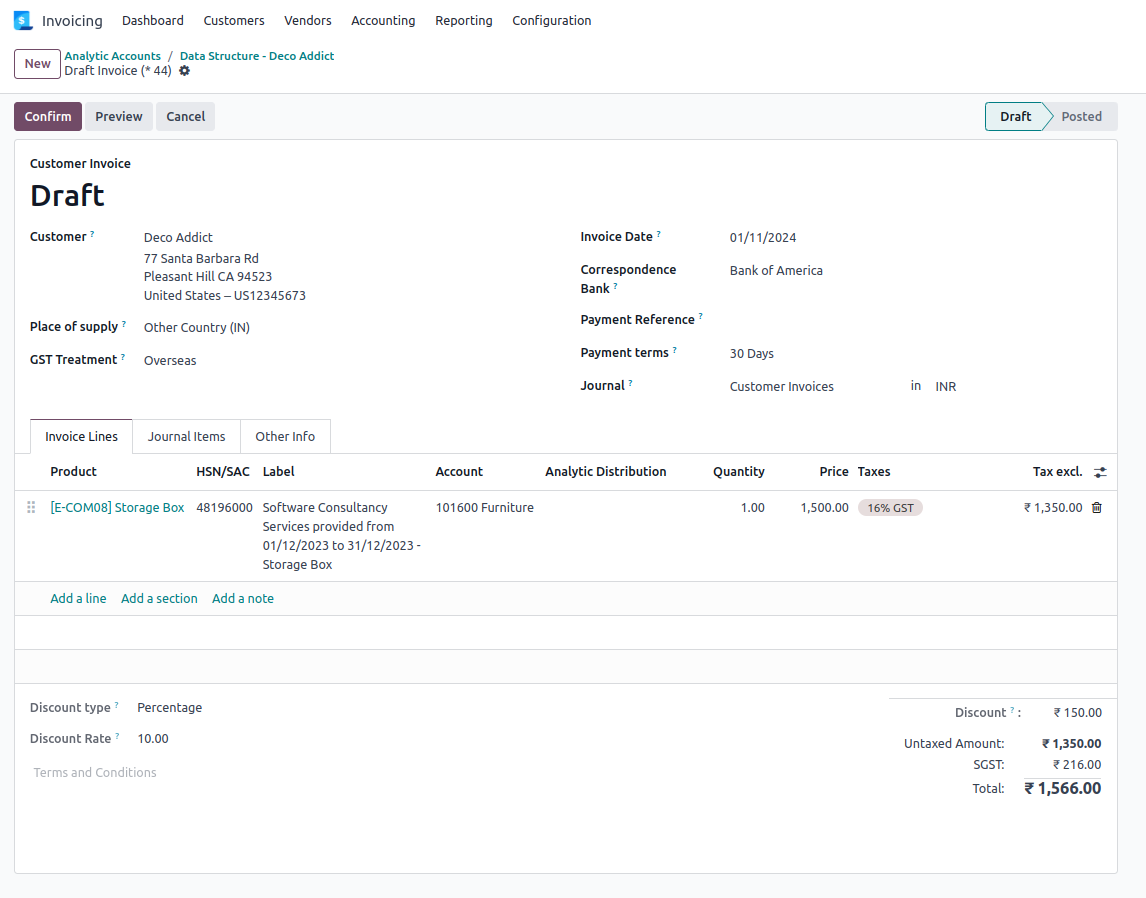 Invoicing Dashboard Customers Vendors Accounting Reporting Configuration
New
Analytic Accounts / Data Structure - Deco Addict
Draft Invoice (* 44)
Confirm Preview Cancel
Draft Posted
Customer Invoice
Draft
Customer ? Deco Addict
77 Santa Barbara Rd
Pleasant Hill CA 94523
United States – US12345673
Place of supply ? Other Country (IN)
GST Treatment ? Overseas
Invoice Date ? 01/11/2024
Correspondence
Bank ? Bank of America
Payment Reference ?
Payment terms ? 30 Days
Journal ? Customer Invoices in INR
Invoice Lines Journal Items Other Info
Product HSN/SAC Label Account Analytic Distribution Quantity Price Taxes Tax excl.
[E-COM08] Storage Box 48196000 Software Consultancy 101600 Furniture 1.00 1,500.00 16% GST ₹ 1,350.00
Services provided from
01/12/2023 to 31/12/2023 -
Storage Box
Add a line Add a section Add a note
Discount type ? Percentage
Discount Rate ? 10.00
Terms and Conditions
Discount ? : ₹ 150.00
Untaxed Amount: ₹ 1,350.00
SGST: ₹ 216.00
Total: ₹ 1,566.00